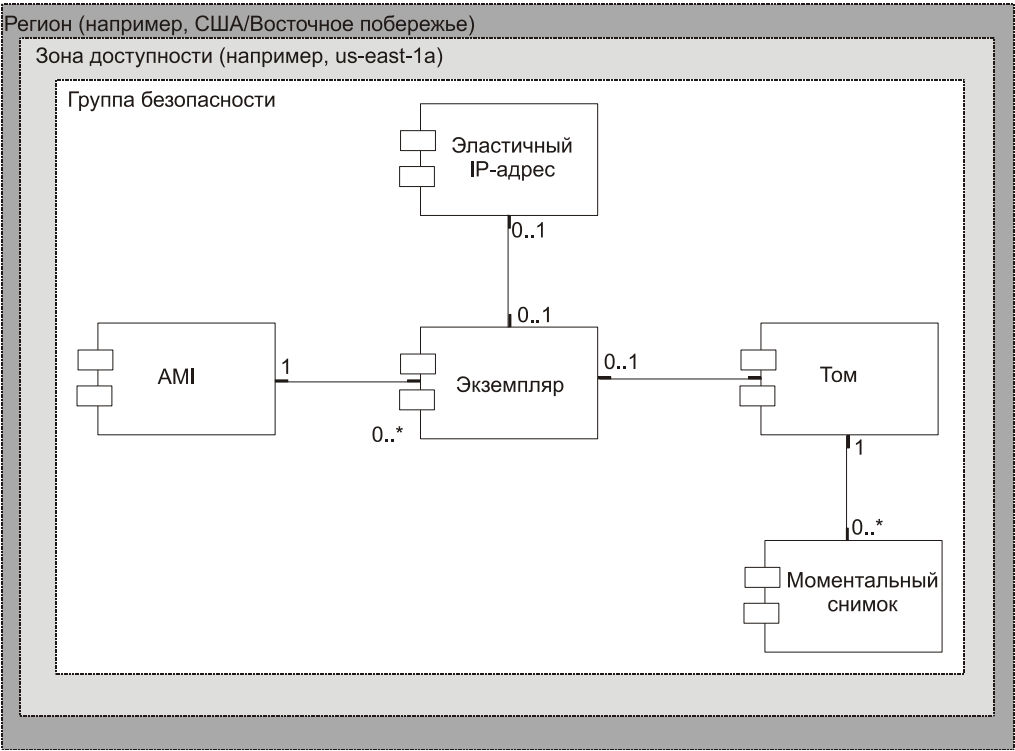 Регион (например, США/Восточное побережье)
Зона доступности (например, us-east-1a)
Группа безопасности
Эластичный
IP-адрес
0..1
0..1
AMI
1
0..*
Экземпляр
0..1
Том
1
0..*
Моментальный
снимок